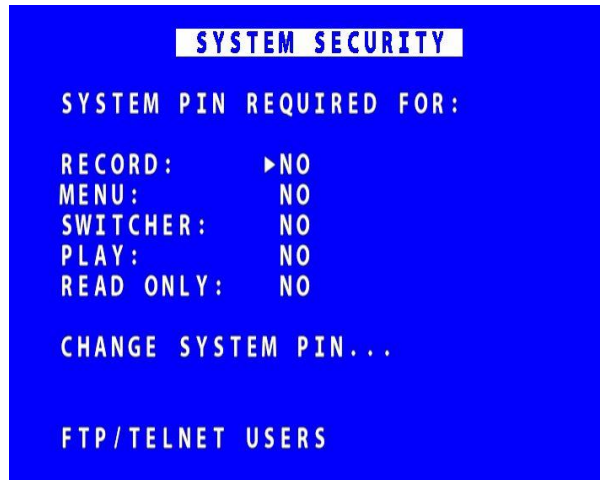 SYSTEM SECURITY
SYSTEM PIN REQUIRED FOR:
RECORD: ▶NO
MENU: NO
SWITCHER: NO
PLAY: NO
READ ONLY: NO
CHANGE SYSTEM PIN...
FTP/TELNET USERS